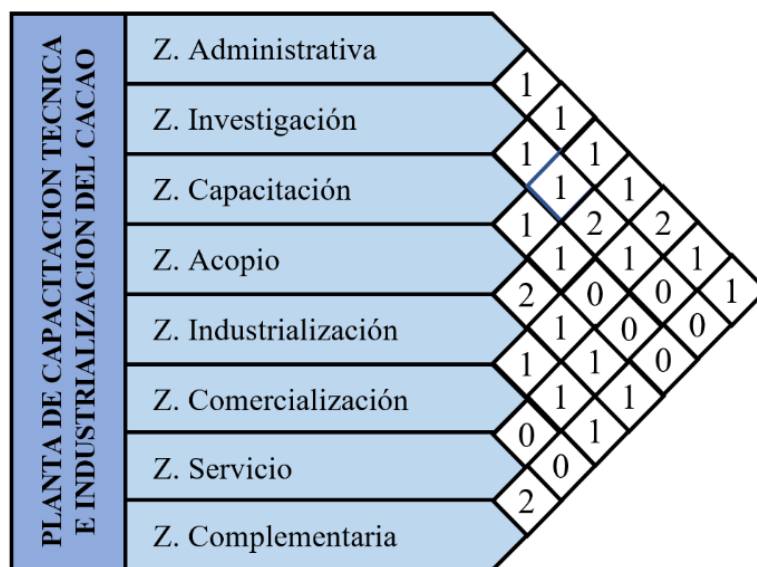 PLANTA DE CAPACITACION TECNICA
E INDUSTRIALIZACION DEL CACAO
Z. Administrativa
1
Z. Investigación 1
1 1
Z. Capacitación 1 1
1 2 2
Z. Acopio 1 1 1
2 0 0 1
Z. Industrialización 1 0 0
1 1 0
Z. Comercialización 1 1
0 1
Z. Servicio 0
2
Z. Complementaria